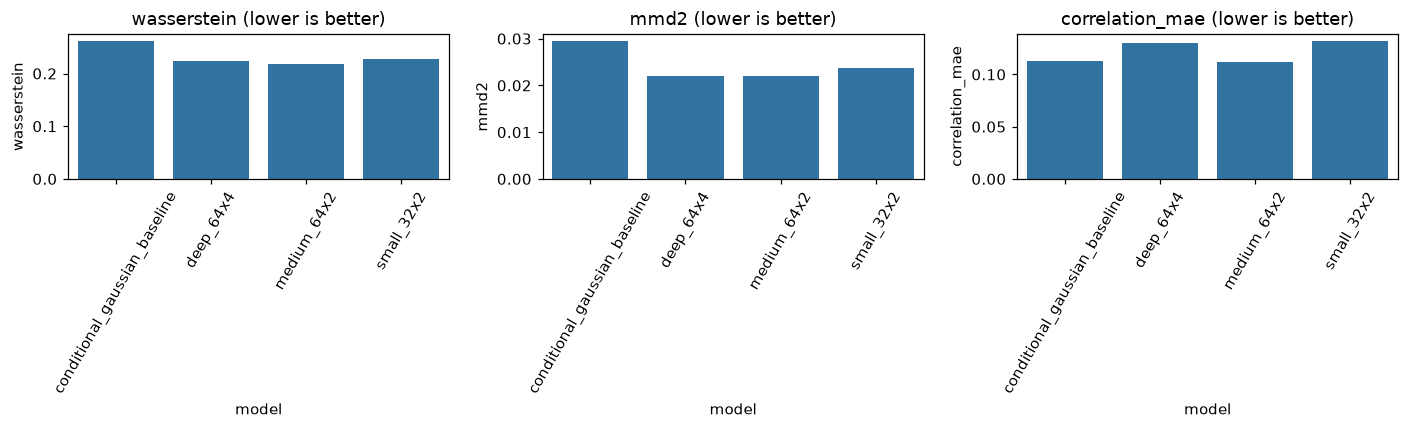 wasserstein (lower is better)
wasserstein
0.2
0.1
0.0
conditional_gaussian_baseline
deep_64x4
medium_64x2
small_32x2
model
mmd2 (lower is better)
mmd2
0.03
0.02
0.01
0.00
conditional_gaussian_baseline
deep_64x4
medium_64x2
small_32x2
model
correlation_mae (lower is better)
correlation_mae
0.10
0.05
0.00
conditional_gaussian_baseline
deep_64x4
medium_64x2
small_32x2
model